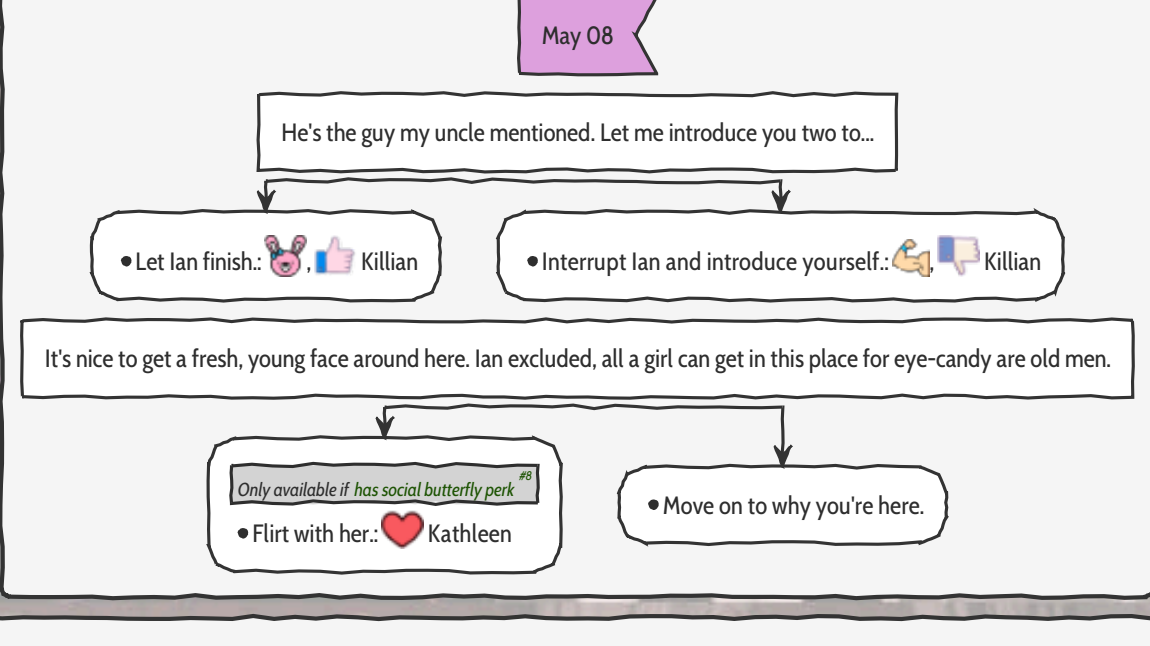 May 08
He's the guy my uncle mentioned. Let me introduce you two to...
•Let Ian finish.: , Killian
•Interrupt Ian and introduce yourself.: , Killian
It's nice to get a fresh, young face around here. Ian excluded, all a girl can get in this place for eye-candy are old men.
Only available if has social butterfly perk #8
•Flirt with her.: Kathleen
•Move on to why you're here.